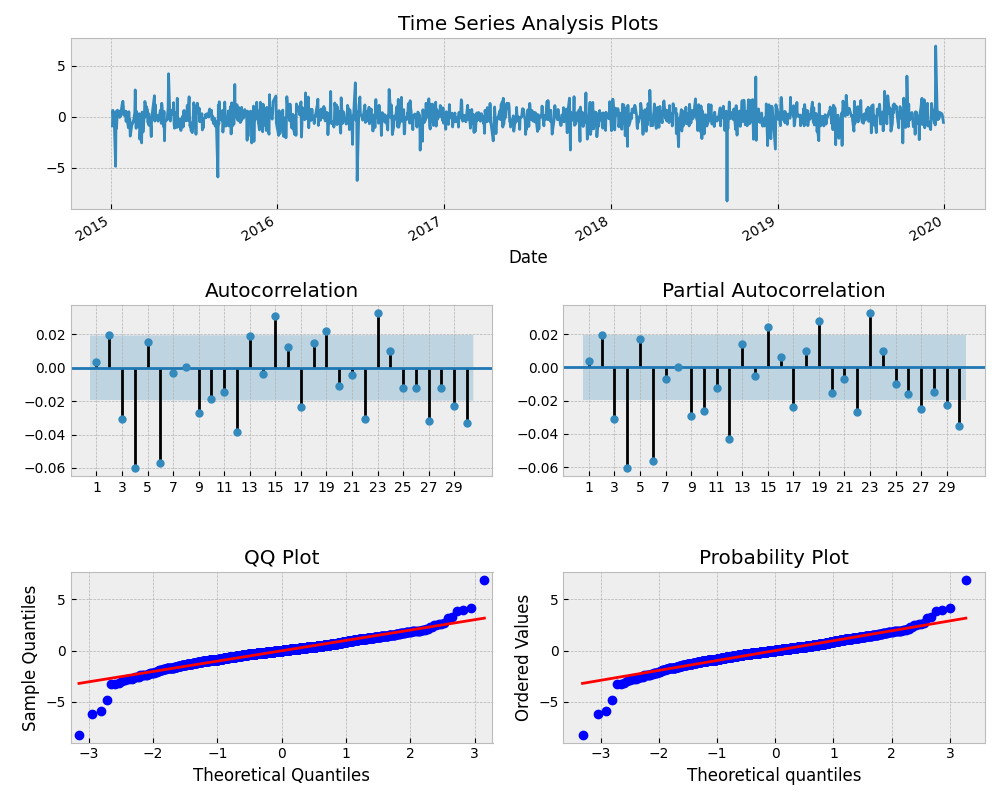 Time Series Analysis Plots
5
0
−5
2015 2016 2017 2018 2019 2020
Date
Autocorrelation
0.02
0.00
−0.02
−0.04
−0.06
1 3 5 7 9 11 13 15 17 19 21 23 25 27 29
Partial Autocorrelation
0.02
0.00
−0.02
−0.04
−0.06
1 3 5 7 9 11 13 15 17 19 21 23 25 27 29
QQ Plot
Sample Quantiles
5
0
−5
−3 −2 −1 0 1 2 3
Theoretical Quantiles
Probability Plot
Ordered Values
5
0
−5
−3 −2 −1 0 1 2 3
Theoretical quantiles